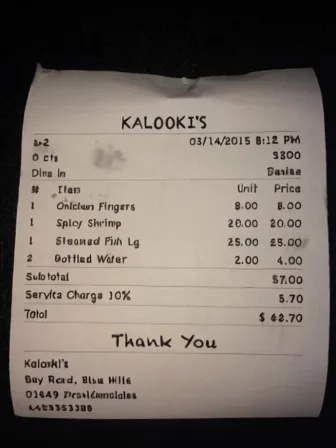 KALOOKI'S
03/14/2015 8:12 PM
Dine in
# Item Unit Price
1 Chicken Fingers 8.00 8.00
1 Spicy Shrimp 20.00 20.00
1 Steamed Fish Lg 25.00 25.00
2 Bottled Water 2.00 4.00
Subtotal 57.00
Service Charge 10% 5.70
Total $ 62.70
Thank You
Kalooki's
Bay Road, Blue Hills